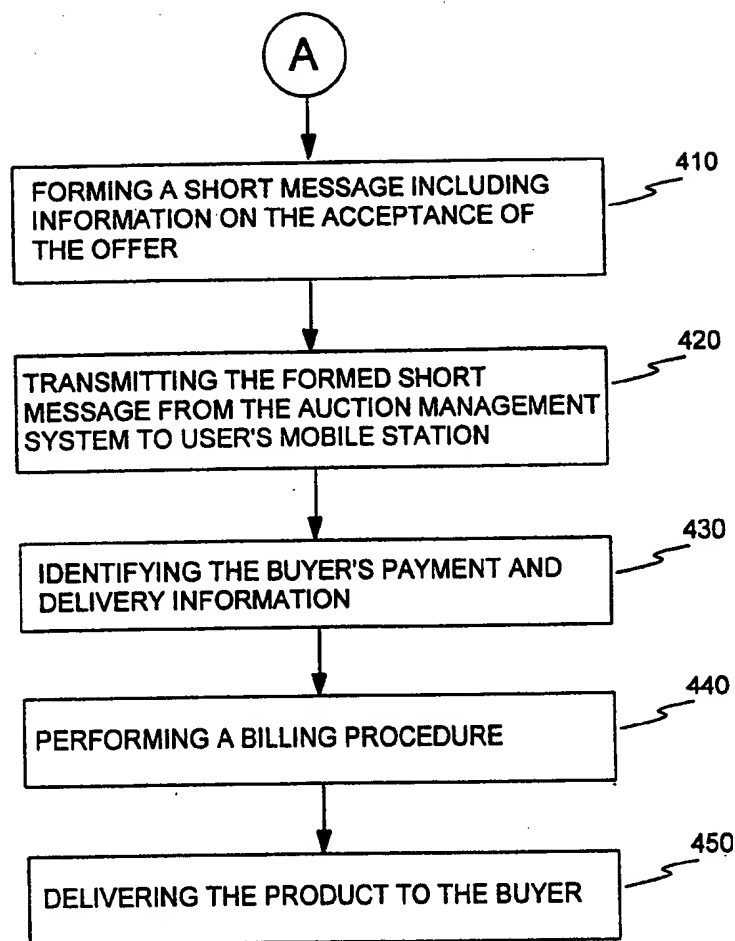 A
FORMING A SHORT MESSAGE INCLUDING
INFORMATION ON THE ACCEPTANCE OF
THE OFFER
410
TRANSMITTING THE FORMED SHORT
MESSAGE FROM THE AUCTION MANAGEMENT
SYSTEM TO USER'S MOBILE STATION
420
IDENTIFYING THE BUYER'S PAYMENT AND
DELIVERY INFORMATION
430
PERFORMING A BILLING PROCEDURE
440
DELIVERING THE PRODUCT TO THE BUYER
450